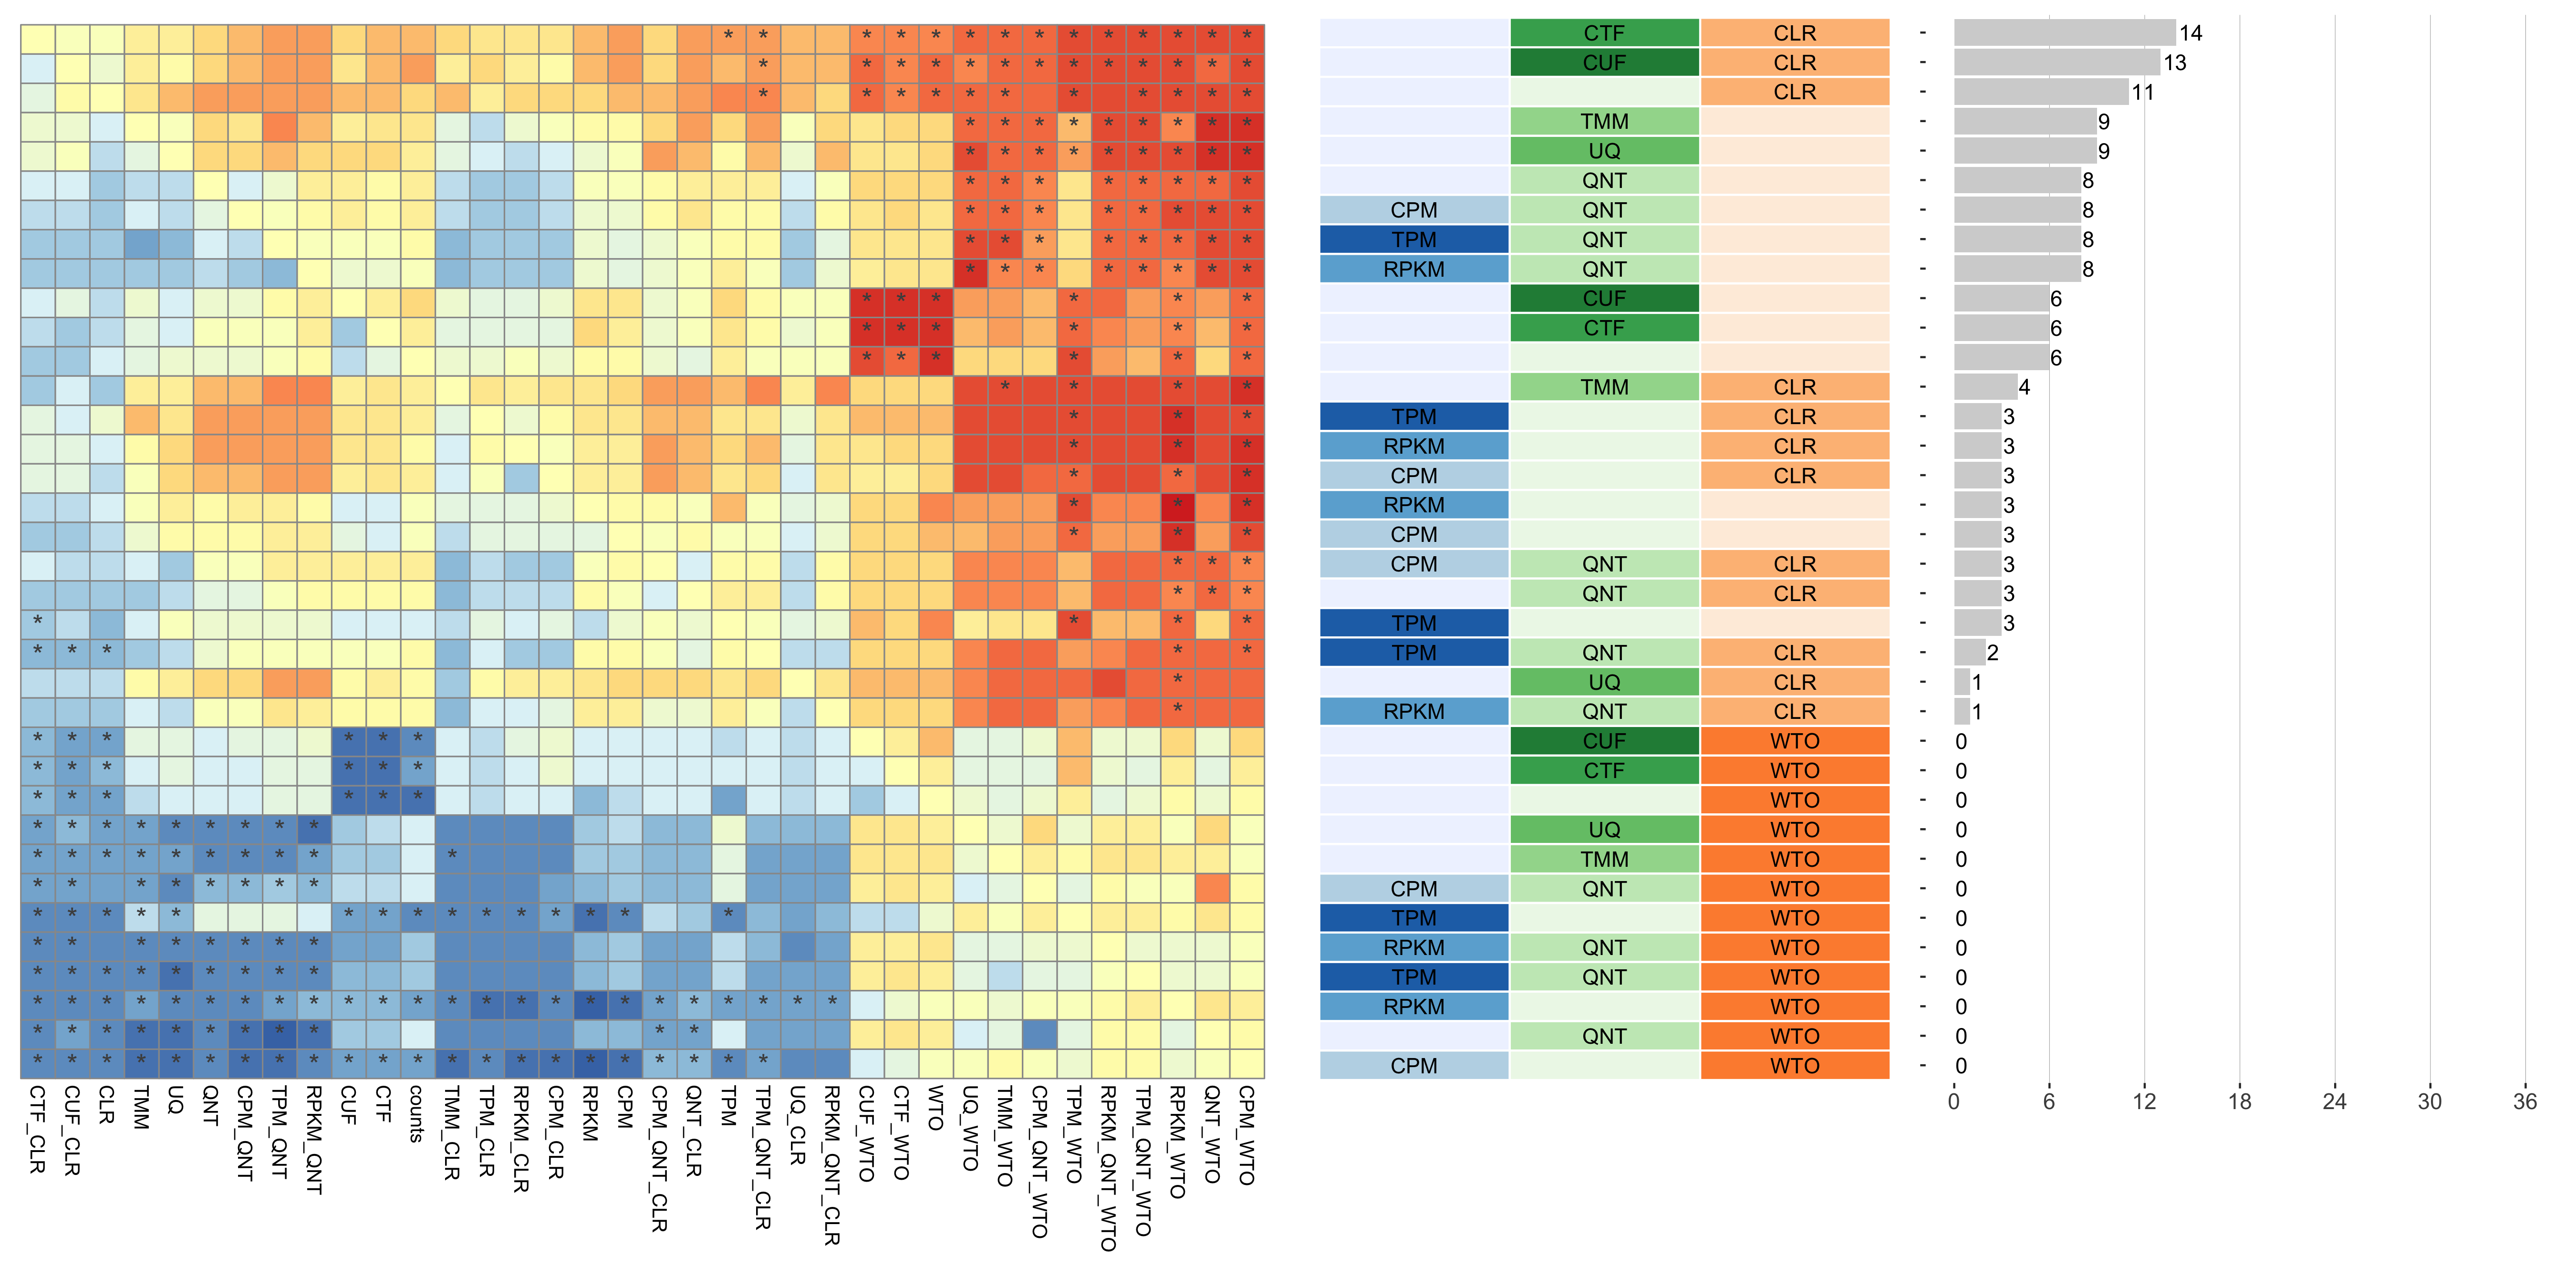 CTF CLR - 14
CUF CLR - 13
CLR - 11
TMM - 9
UQ - 9
QNT - 8
CPM QNT - 8
TPM QNT - 8
RPKM QNT - 8
CUF - 6
CTF - 6
- 6
TMM CLR - 4
TPM CLR - 3
RPKM CLR - 3
CPM CLR - 3
RPKM - 3
CPM - 3
CPM QNT CLR - 3
QNT CLR - 3
TPM - 3
TPM QNT CLR - 2
UQ CLR - 1
RPKM QNT CLR - 1
CUF WTO - 0
CTF WTO - 0
WTO - 0
UQ WTO - 0
TMM WTO - 0
CPM QNT WTO - 0
TPM WTO - 0
RPKM QNT WTO - 0
TPM QNT WTO - 0
RPKM WTO - 0
QNT WTO - 0
CPM WTO - 0
0 6 12 18 24 30 36
CTF_CLR
CUF_CLR
CLR
TMM
UQ
QNT
CPM_QNT
TPM_QNT
RPKM_QNT
CUF
CTF
counts
TMM_CLR
TPM_CLR
RPKM_CLR
CPM_CLR
RPKM
CPM
CPM_QNT_CLR
QNT_CLR
TPM
TPM_QNT_CLR
UQ_CLR
RPKM_QNT_CLR
CUF_WTO
CTF_WTO
WTO
UQ_WTO
TMM_WTO
CPM_QNT_WTO
TPM_WTO
RPKM_QNT_WTO
TPM_QNT_WTO
RPKM_WTO
QNT_WTO
CPM_WTO